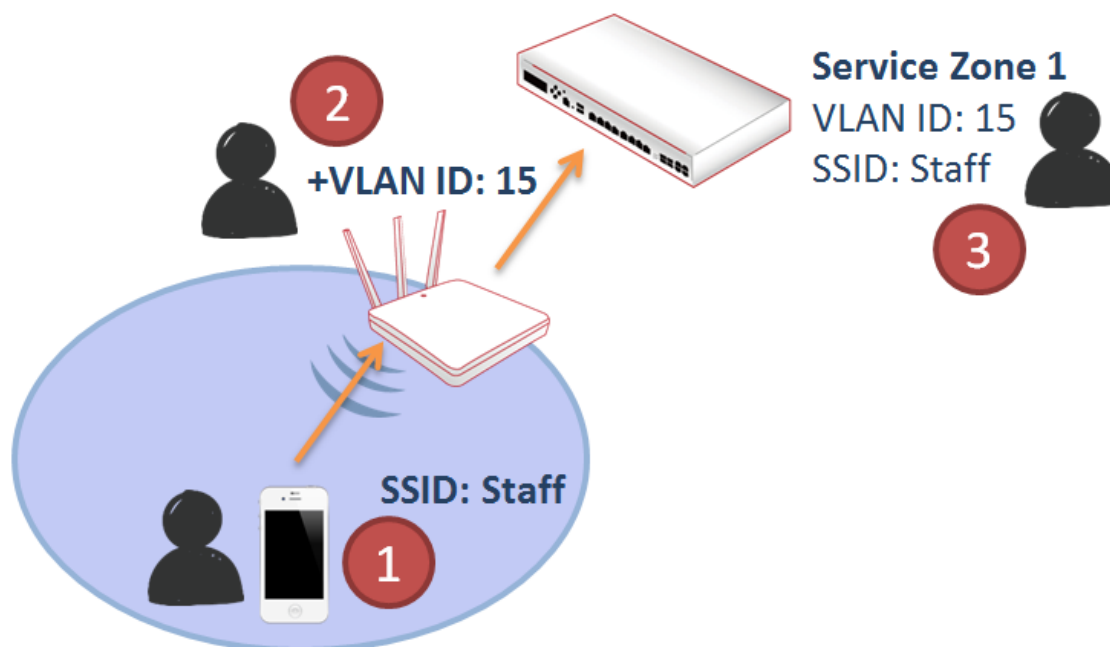 2
+VLAN ID: 15
Service Zone 1
VLAN ID: 15
SSID: Staff
3
SSID: Staff
1